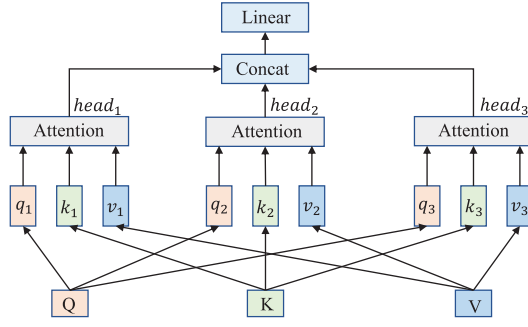 Linear
Concat
head₁ head₂ head₃
Attention Attention Attention
q₁ k₁ v₁ q₂ k₂ v₂ q₃ k₃ v₃
Q K V